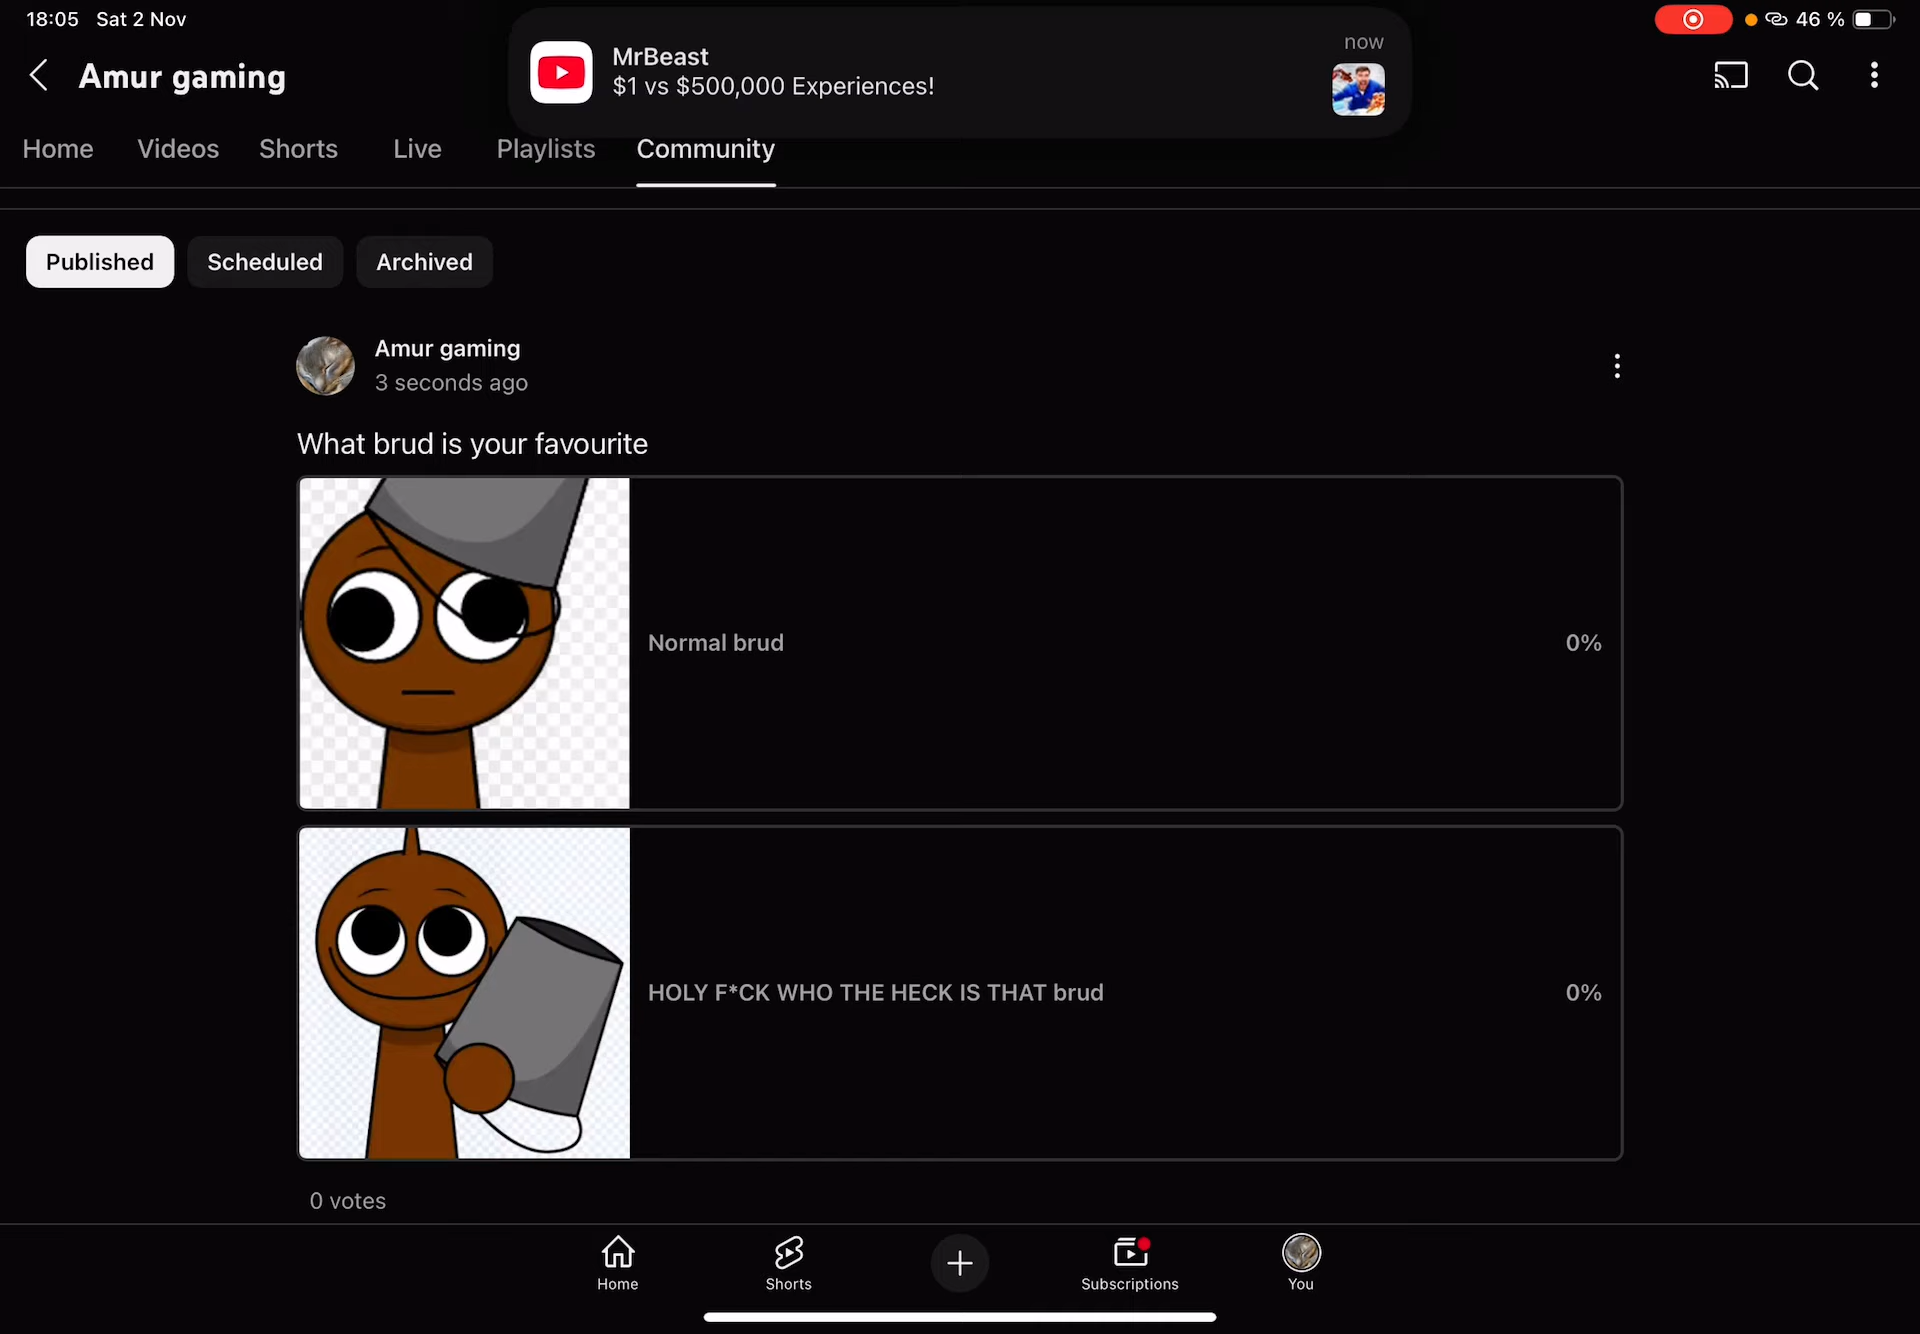 18:05 Sat 2 Nov
46 %
MrBeast
now
$1 vs $500,000 Experiences!
Amur gaming
Home Videos Shorts Live Playlists Community
Published Scheduled Archived
Amur gaming
3 seconds ago
What brud is your favourite
Normal brud 0%
HOLY F*CK WHO THE HECK IS THAT brud 0%
0 votes
Home Shorts Subscriptions You